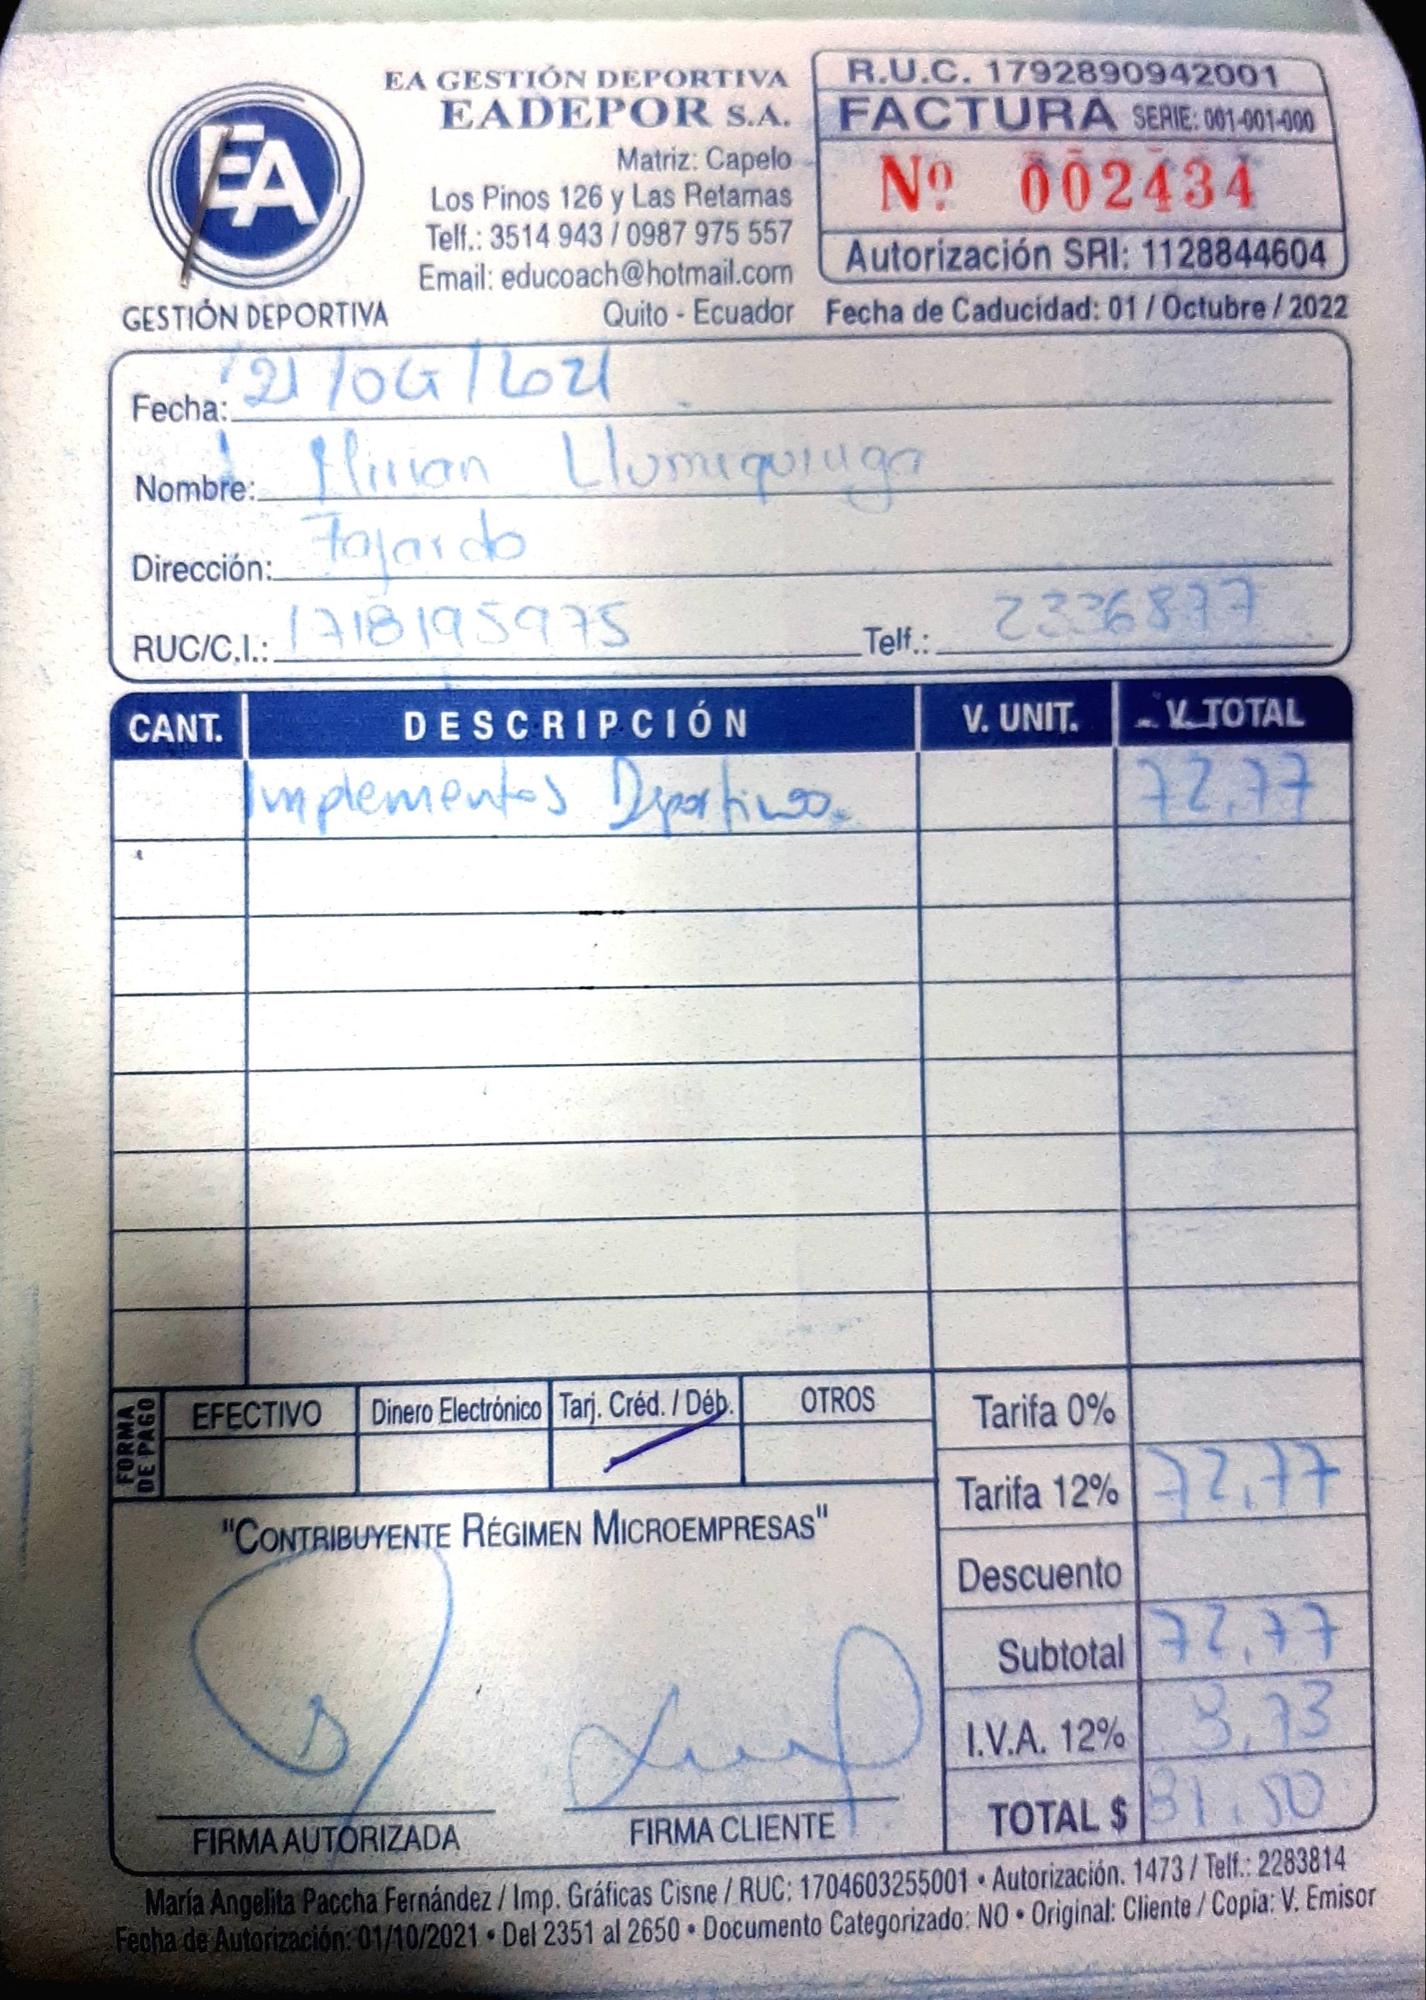 EA
GESTIÓN DEPORTIVA
EA GESTIÓN DEPORTIVA
EADEPOR S.A.
Matriz: Capelo
Los Pinos 126 y Las Retamas
Telf.: 3514 943 / 0987 975 557
Email: educoach@hotmail.com
Quito - Ecuador
R.U.C. 1792890942001
FACTURA SERIE: 001-001-000
Nº 002434
Autorización SRI: 1128844604
Fecha de Caducidad: 01 / Octubre / 2022
Fecha: 21/OCT/2021
Nombre: Mirian Llumiquinga
Dirección: Fajardo
RUC/C.I.: 1718195975 Telf.: 2336877
CANT. DESCRIPCIÓN V. UNIT. V. TOTAL
Implementos Deportivos. 72,77
FORMA DE PAGO EFECTIVO Dinero Electrónico Tarj. Créd. / Déb. OTROS
Tarifa 0%
Tarifa 12% 72,77
Descuento
Subtotal 72,77
I.V.A. 12% 8,73
TOTAL $ 81,50
"CONTRIBUYENTE RÉGIMEN MICROEMPRESAS"
FIRMA AUTORIZADA FIRMA CLIENTE
María Angelita Paccha Fernández / Imp. Gráficas Cisne / RUC: 1704603255001 • Autorización. 1473 / Telf.: 2283814
Fecha de Autorización: 01/10/2021 • Del 2351 al 2650 • Documento Categorizado: NO • Original: Cliente / Copia: V. Emisor